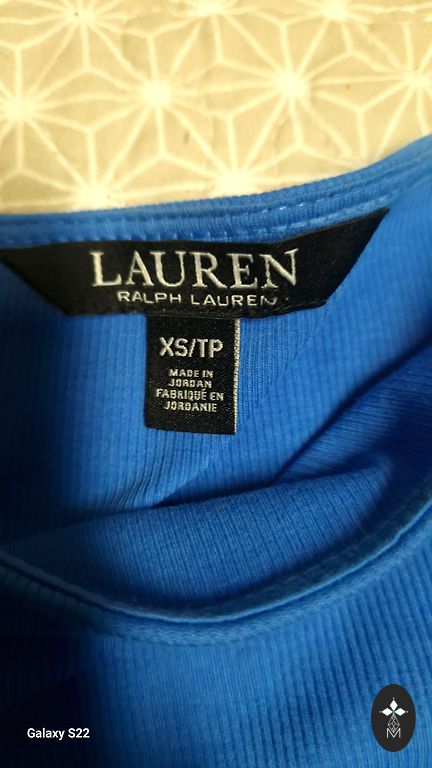 LAUREN
RALPH LAUREN
XS/TP
MADE IN
JORDAN
FABRIQUÉ EN
JORDANIE
Galaxy S22
M